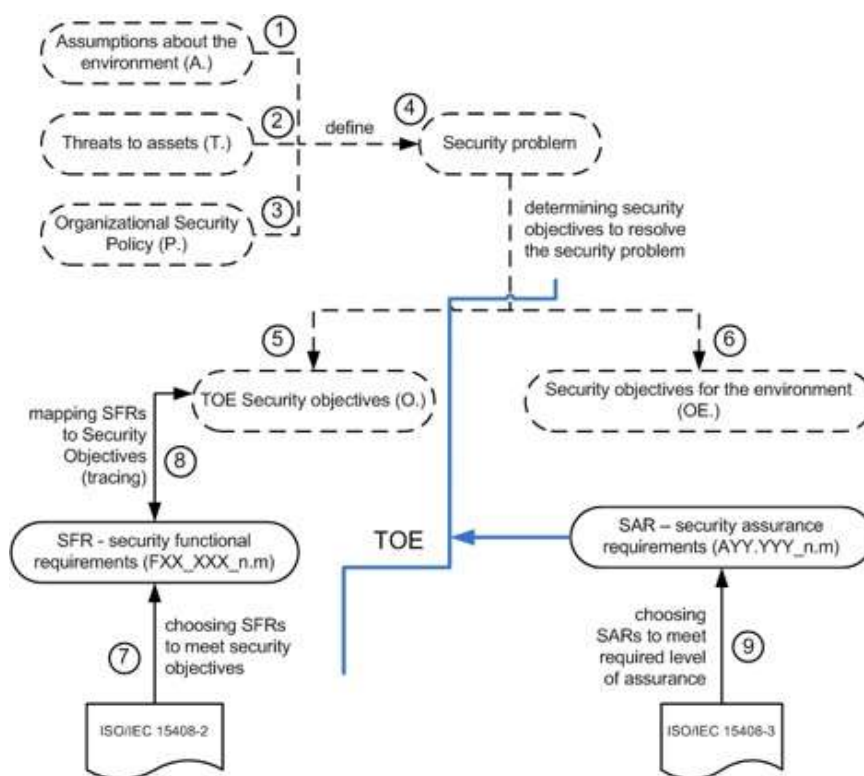 1
Assumptions about the
environment (A.)
2
Threats to assets (T.)
define
4
Security problem
3
Organizational Security
Policy (P.)
determining security
objectives to resolve
the security problem
5
TOE Security objectives (O.)
6
Security objectives for the environment
(OE.)
mapping SFRs
to Security
Objectives
(tracing)
8
SFR - security functional
requirements (FXX_XXX_n.m)
TOE
SAR – security assurance
requirements (AYY.YYY_n.m)
7
choosing SFRs
to meet security
objectives
choosing
SARs to meet
required level
of assurance
9
ISO/IEC 15408-2
ISO/IEC 15408-3